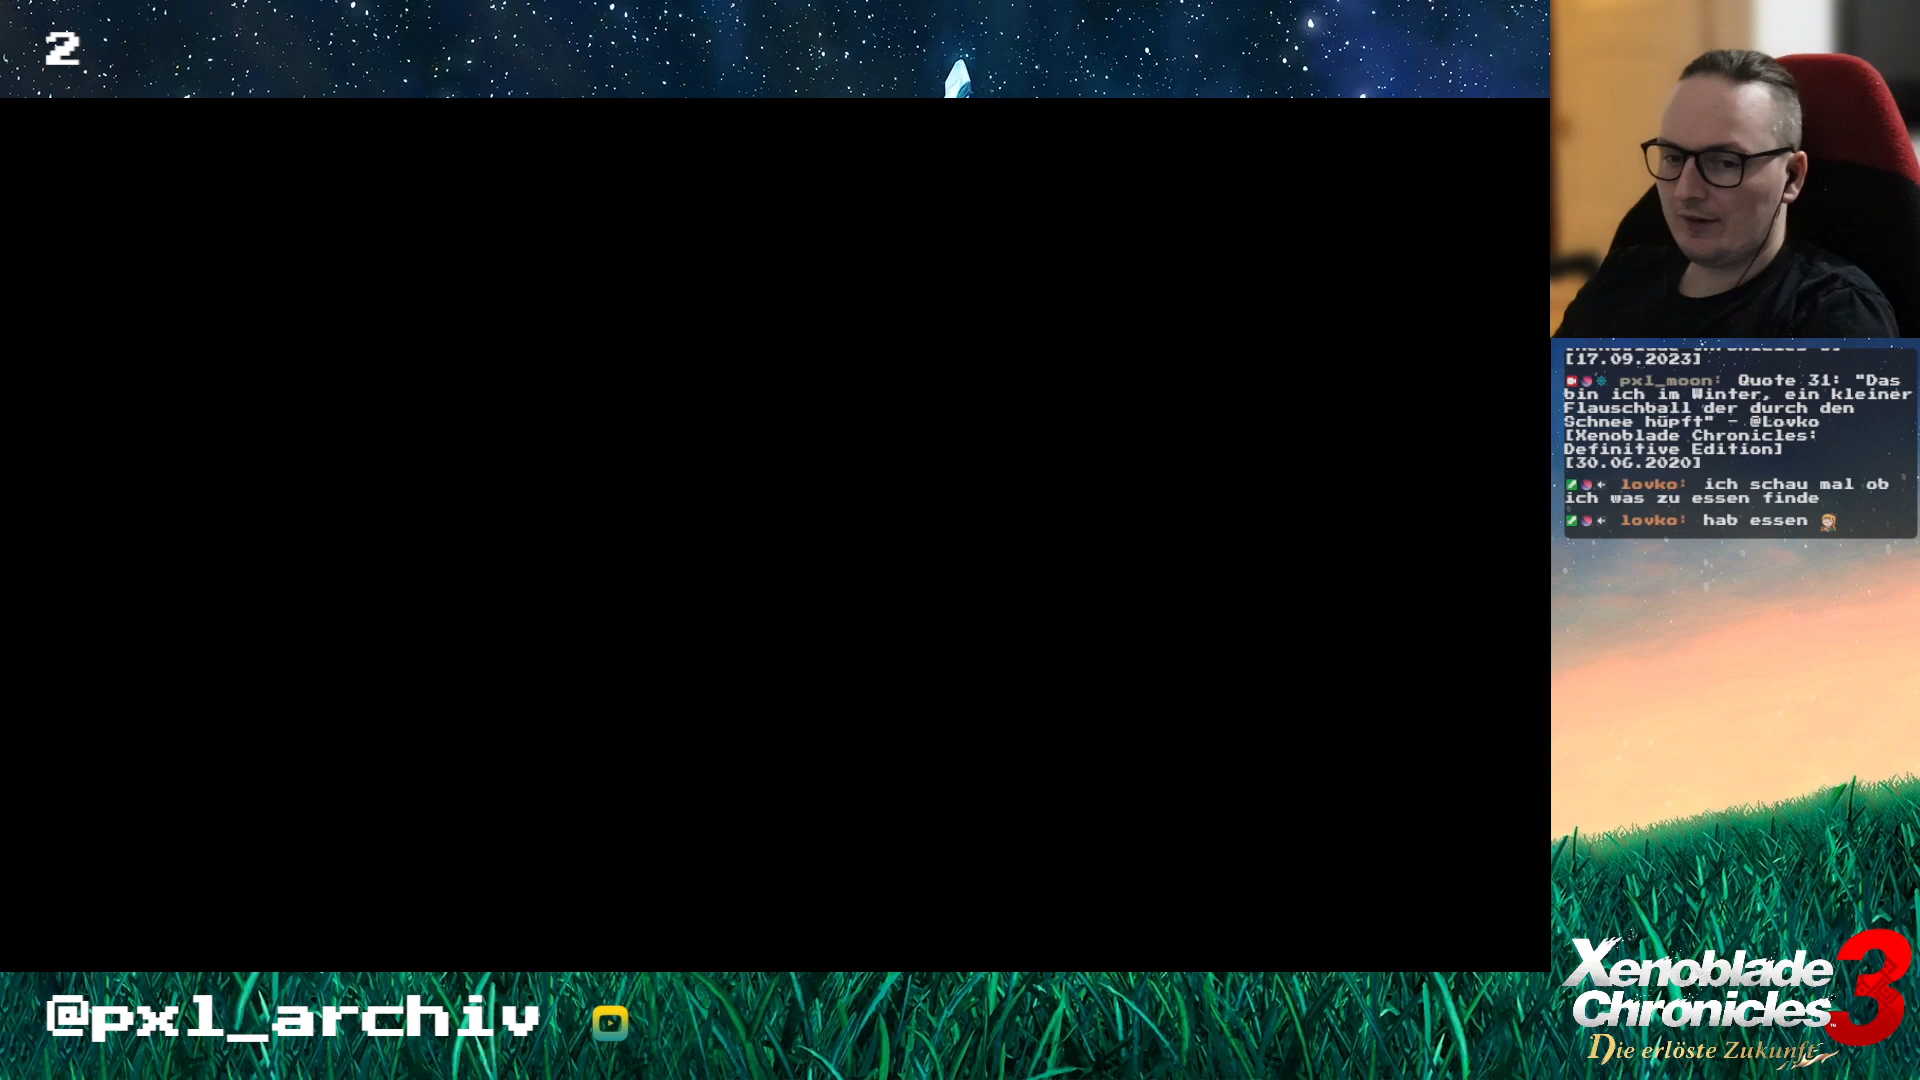 2
[17.09.2023]
pxl_moon: Quote 31: "Das
bin ich im Winter, ein kleiner
Flauschball der durch den
Schnee hüpft" - @Lovko
[Xenoblade Chronicles:
Definitive Edition]
[30.06.2020]
lovko: ich schau mal ob
ich was zu essen finde
lovko: hab essen
@pxl_archiv
Xenoblade
Chronicles 3
Die erlöste Zukunft